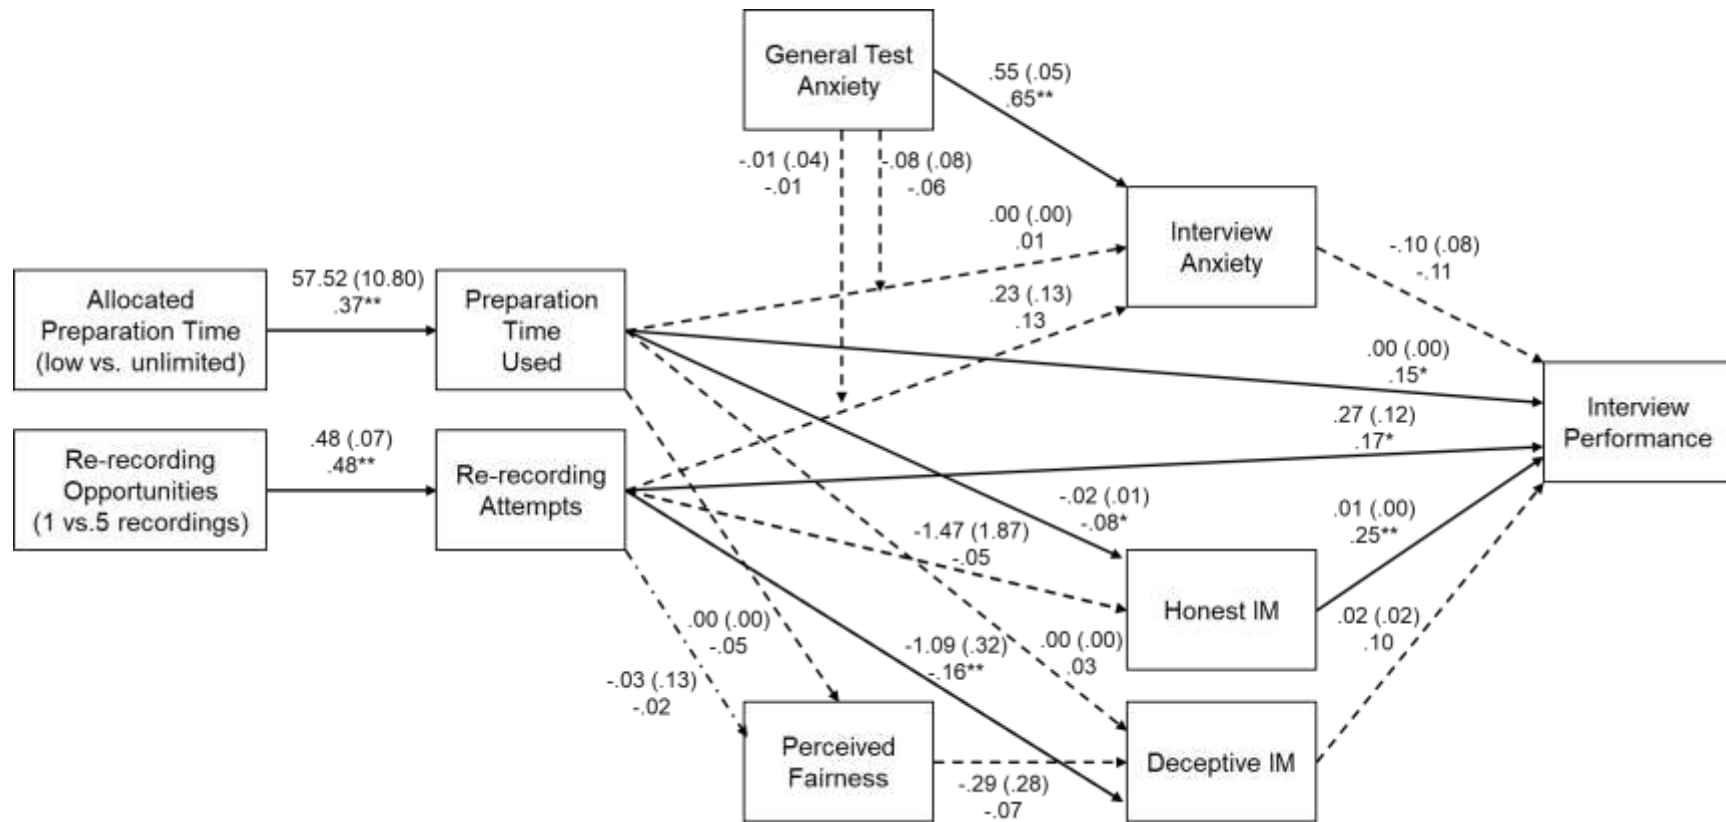 General Test
Anxiety
.55 (.05)
.65**
-.01 (.04)
-.01
-.08 (.08)
-.06
.00 (.00)
.01
Interview
Anxiety
-.10 (.08)
-.11
Allocated
Preparation Time
(low vs. unlimited)
57.52 (10.80)
.37**
Preparation
Time
Used
.23 (.13)
.13
.00 (.00)
.15*
Interview
Performance
Re-recording
Opportunities
(1 vs.5 recordings)
.48 (.07)
.48**
Re-recording
Attempts
.27 (.12)
.17*
-.02 (.01)
-.08*
-1.47 (1.87)
-.05
.01 (.00)
.25**
Honest IM
.00 (.00)
-.05
-1.09 (.32)
-.16**
.00 (.00)
.03
.02 (.02)
.10
-.03 (.13)
-.02
Perceived
Fairness
-.29 (.28)
-.07
Deceptive IM